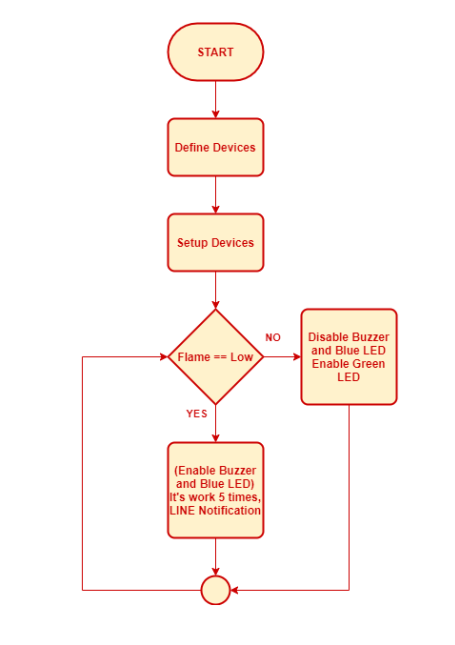 START
Define Devices
Setup Devices
Flame == Low
NO
Disable Buzzer
and Blue LED
Enable Green
LED
YES
(Enable Buzzer
and Blue LED)
It's work 5 times,
LINE Notification